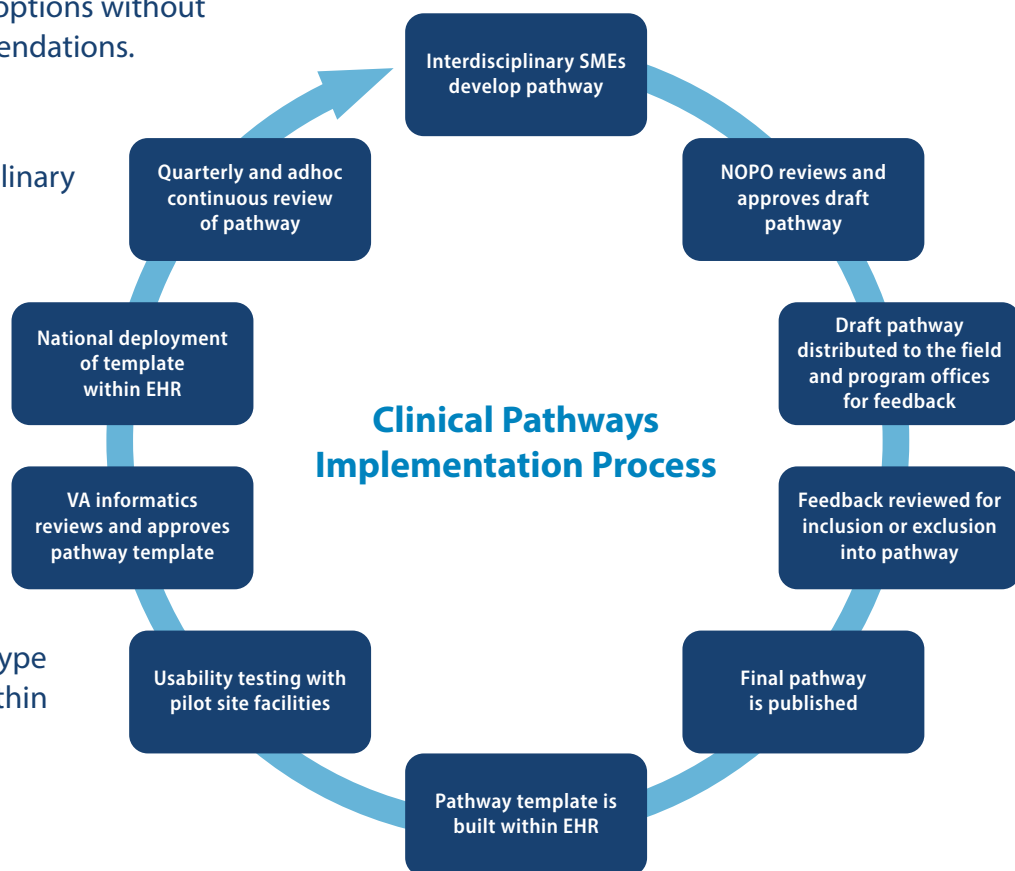 options without
linary
ype
thin
Clinical Pathways
Implementation Process
Interdisciplinary SMEs
develop pathway
NOPO reviews and
approves draft
pathway
Draft pathway
distributed to the field
and program offices
for feedback
Feedback reviewed for
inclusion or exclusion
into pathway
Final pathway
is published
Pathway template is
built within EHR
Usability testing with
pilot site facilities
VA informatics
reviews and approves
pathway template
National deployment
of template
within EHR
Quarterly and adhoc
continuous review
of pathway